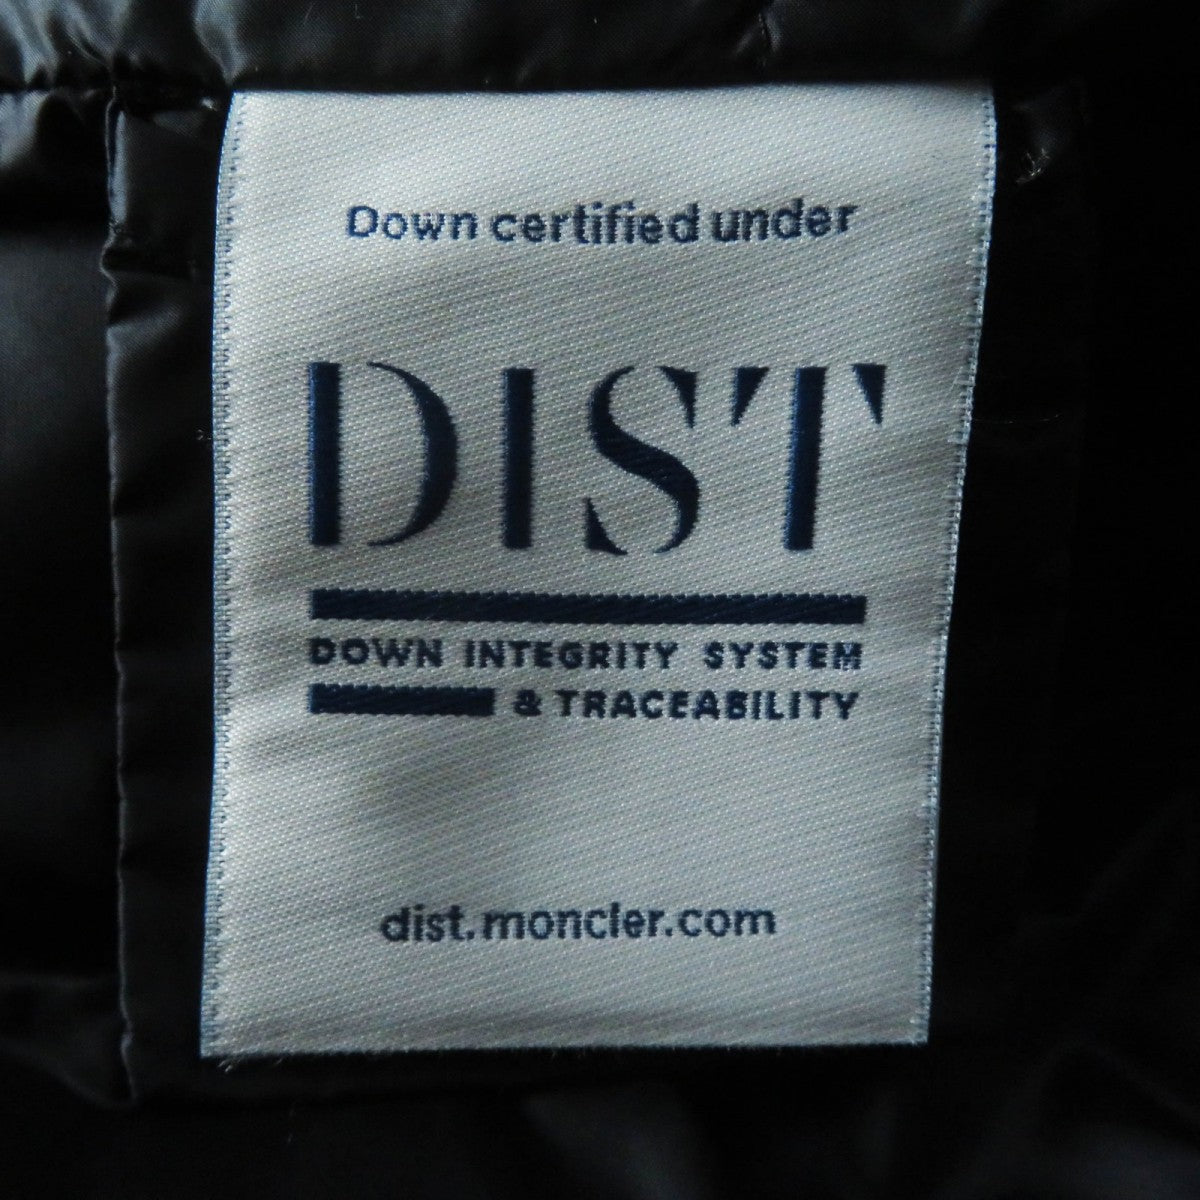 Down certified under
DIST
DOWN INTEGRITY SYSTEM
& TRACEABILITY
dist.moncler.com